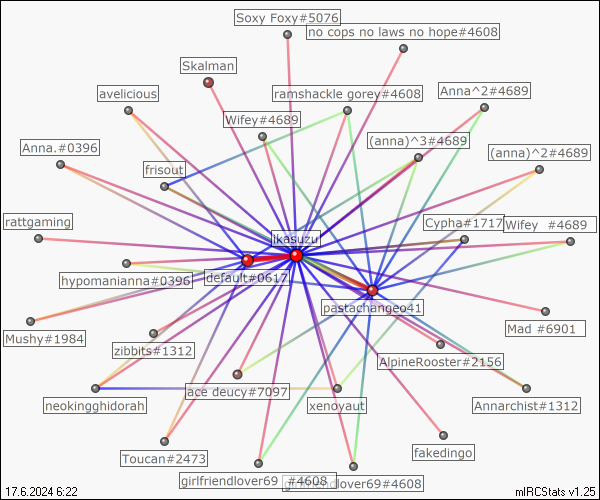 Soxy Foxy#5076
no cops no laws no hope#4608
Skalman
avelicious
ramshackle gorey#4608
Anna^2#4689
Wifey#4689
Anna.#0396
(anna)^3#4689
(anna)^2#4689
frisout
rattgaming
ikasuzu
Cypha#1717
Wifey #4689
hypomanianna#0396
default#0617
pastachangeo41
Mushy#1984
zibbits#1312
Mad #6901
AlpineRooster#2156
ace deucy#7097
neokingghidorah
xenoyaut
Annarchist#1312
Toucan#2473
fakedingo
girlfriendlover69 #4608
girlfriendlover69#4608
17.6.2024 6:22
mIRCStats v1.25